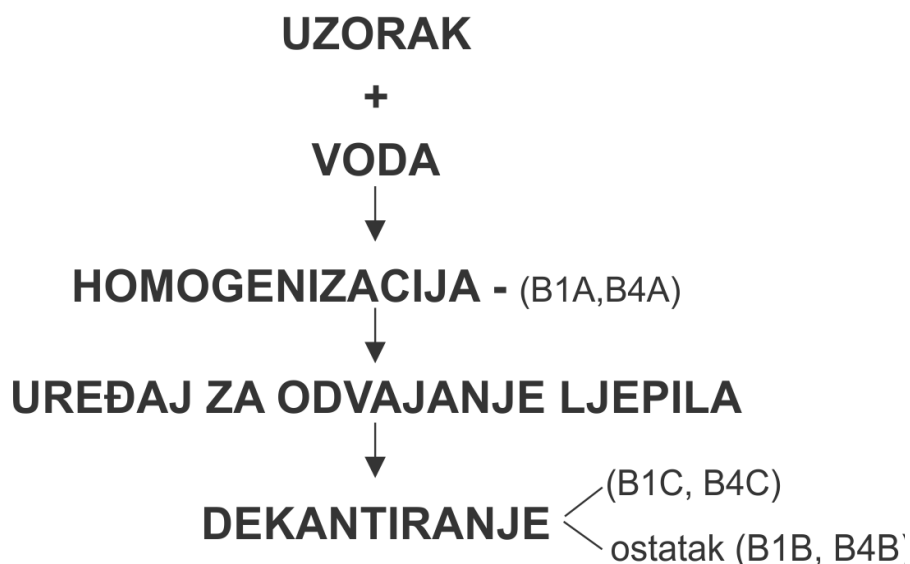 UZORAK
+
VODA
HOMOGENIZACIJA - (B1A,B4A)
UREĐAJ ZA ODVAJANJE LJEPILA
(B1C, B4C)
DEKANTIRANJE
ostatak (B1B, B4B)